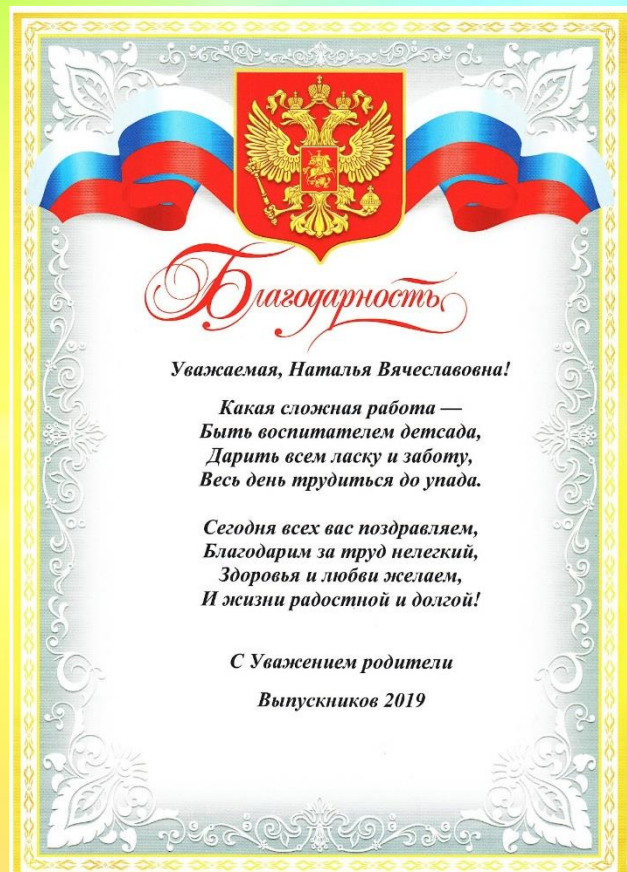 Благодарность
Уважаемая, Наталья Вячеславовна!
Какая сложная работа —
Быть воспитателем детсада,
Дарить всем ласку и заботу,
Весь день трудиться до упада.
Сегодня всех вас поздравляем,
Благодарим за труд нелегкий,
Здоровья и любви желаем,
И жизни радостной и долгой!
С Уважением родители
Выпускников 2019